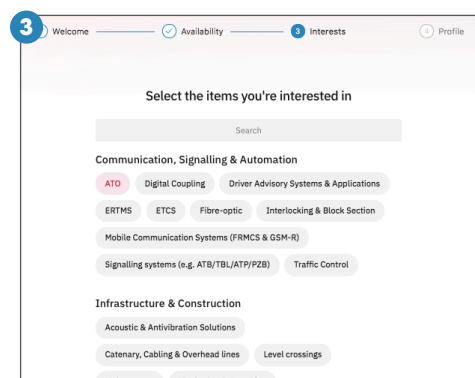 3
Welcome Availability 3 Interests 4 Profile
Select the items you're interested in
Search
Communication, Signalling & Automation
ATO Digital Coupling Driver Advisory Systems & Applications
ERTMS ETCS Fibre-optic Interlocking & Block Section
Mobile Communication Systems (FRMCS & GSM-R)
Signalling systems (e.g. ATB/TBL/ATP/PZB) Traffic Control
Infrastructure & Construction
Acoustic & Antivibration Solutions
Catenary, Cabling & Overhead lines Level crossings